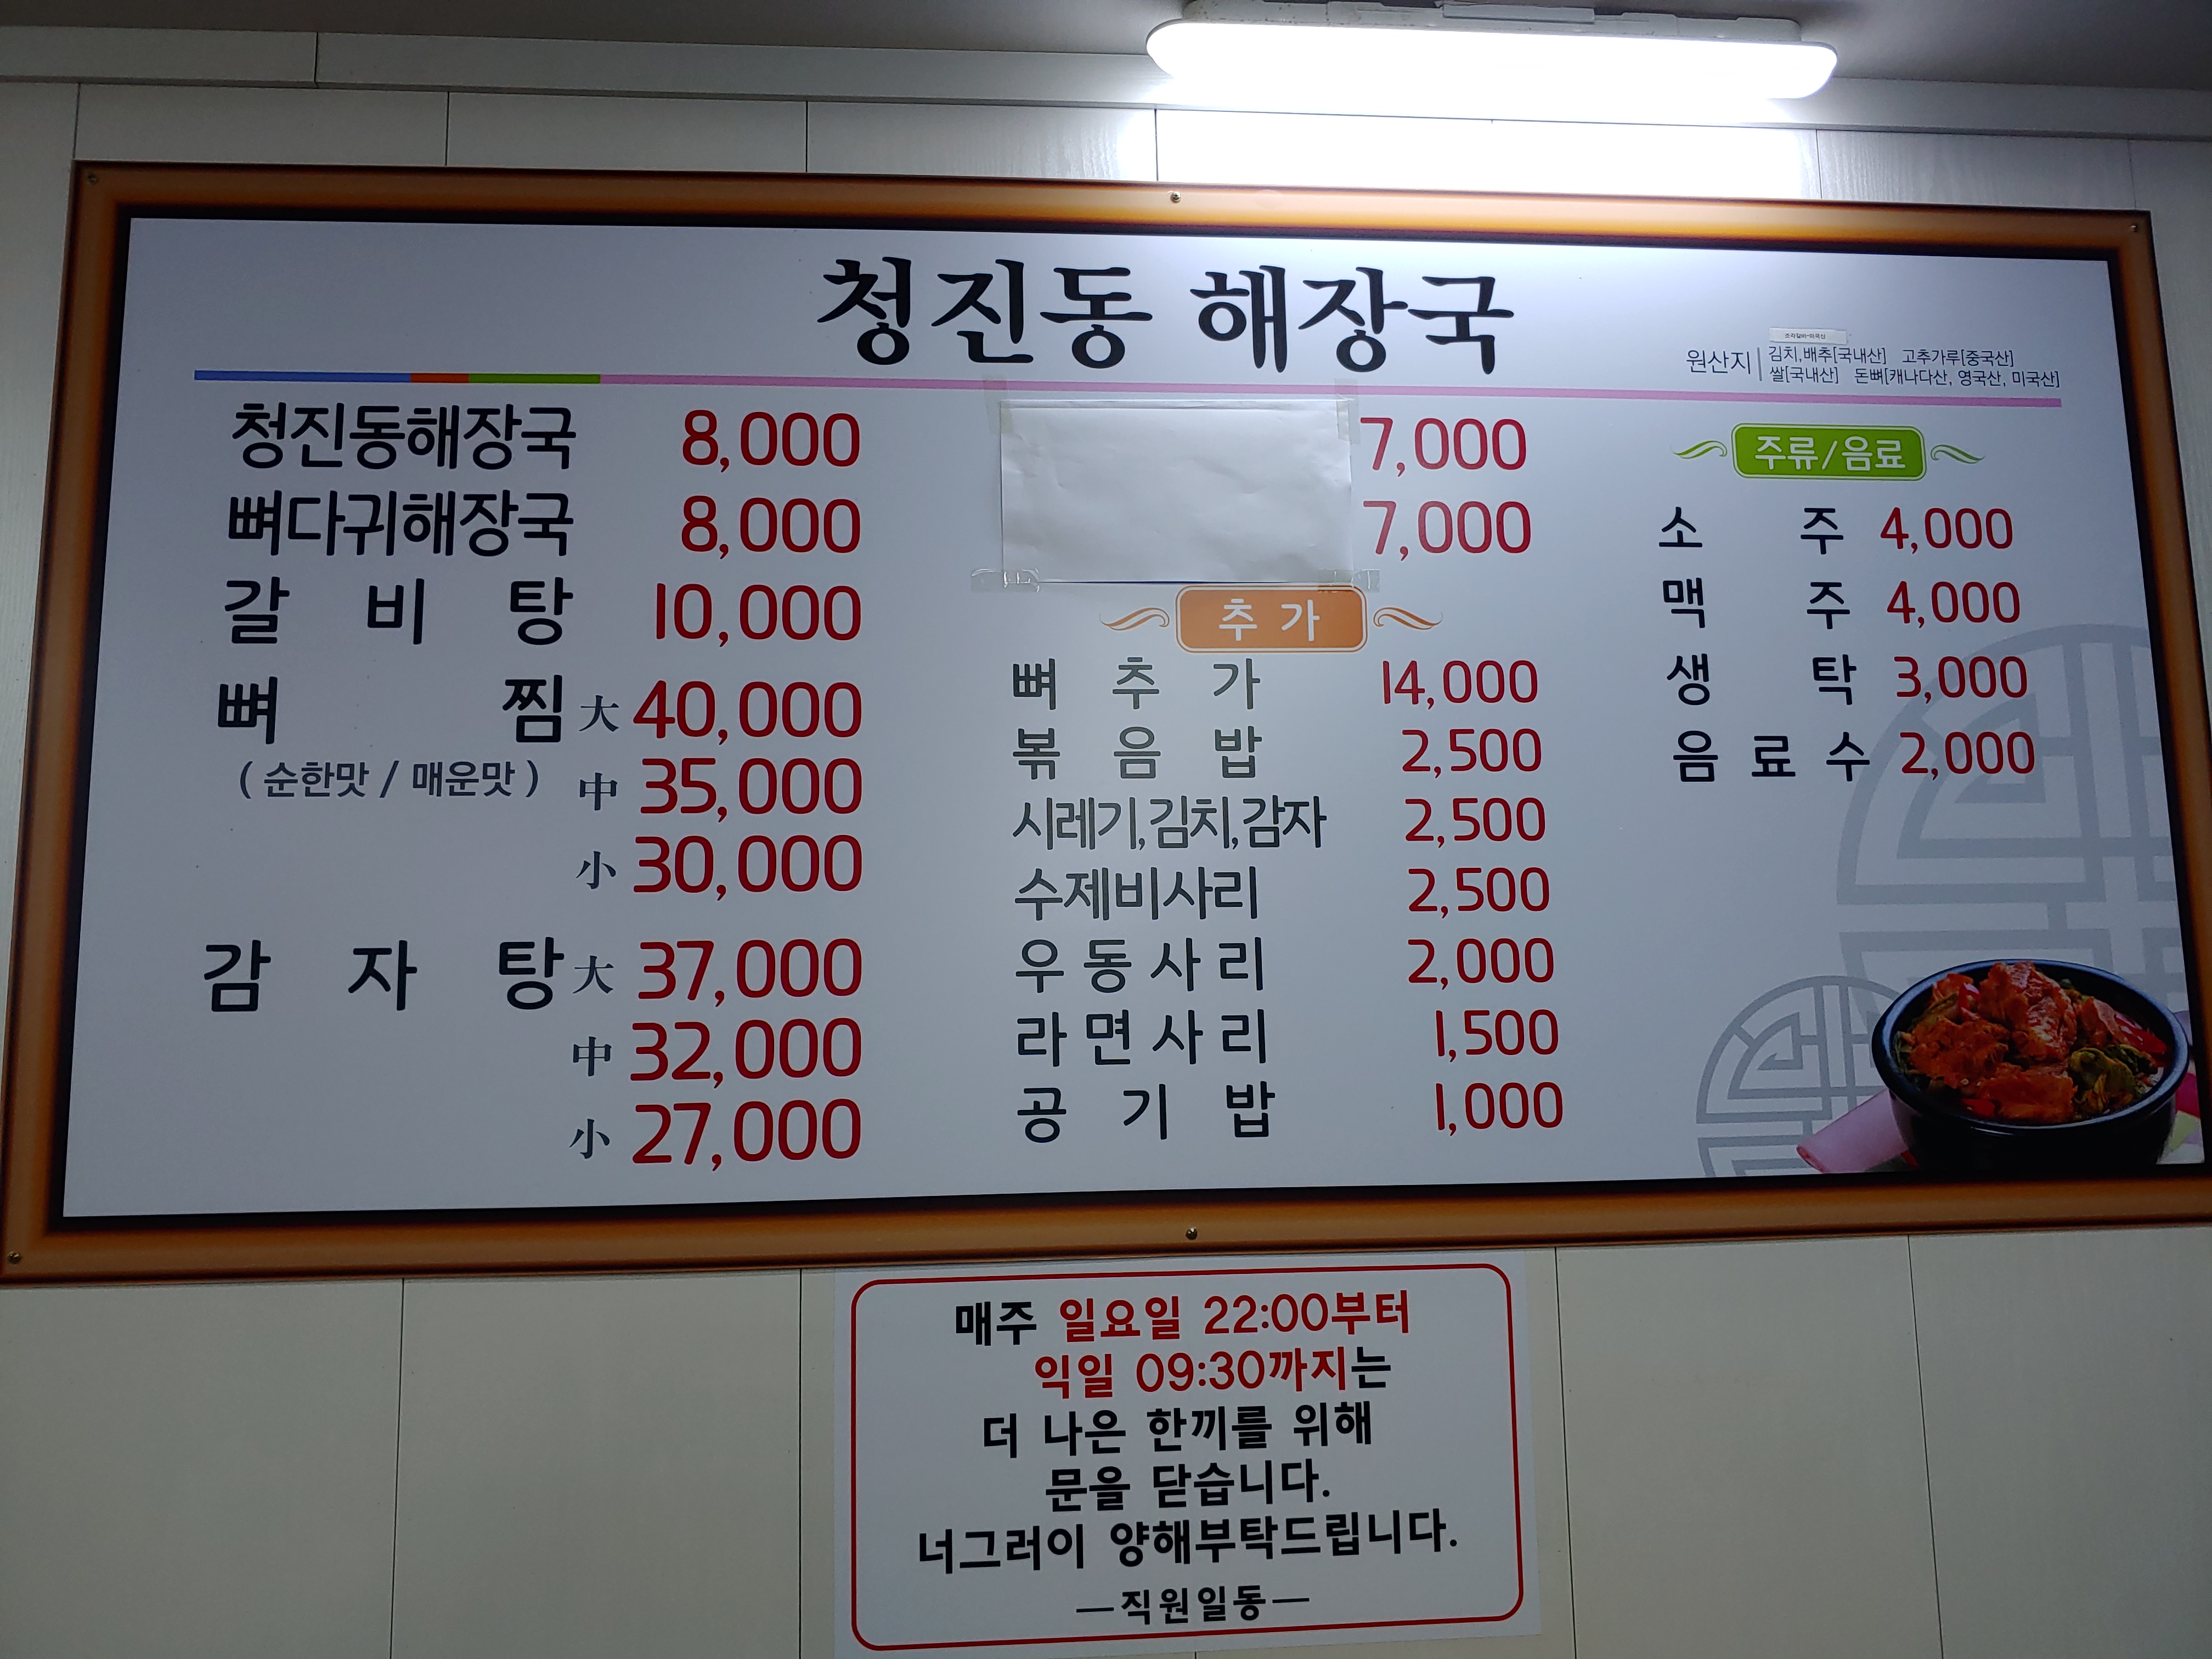 청진동 해장국
쏘갈비-미국산
원산지
김치,배추[국내산] 고추가루[중국산]
쌀[국내산] 돈뼈[캐나다산, 영국산, 미국산]
청진동해장국 8,000
뼈다귀해장국 8,000
갈비탕 10,000
뼈찜 大 40,000
( 순한맛 / 매운맛 ) 中 35,000
小 30,000
감자탕 大 37,000
中 32,000
小 27,000
7,000
7,000
추가
뼈추가 14,000
볶음밥 2,500
시레기,김치,감자 2,500
수제비사리 2,500
우동사리 2,000
라면사리 1,500
공기밥 1,000
주류/음료
소주 4,000
맥주 4,000
생탁 3,000
음료수 2,000
매주 일요일 22:00부터
익일 09:30까지는
더 나은 한끼를 위해
문을 닫습니다.
너그러이 양해부탁드립니다.
—직원일동—